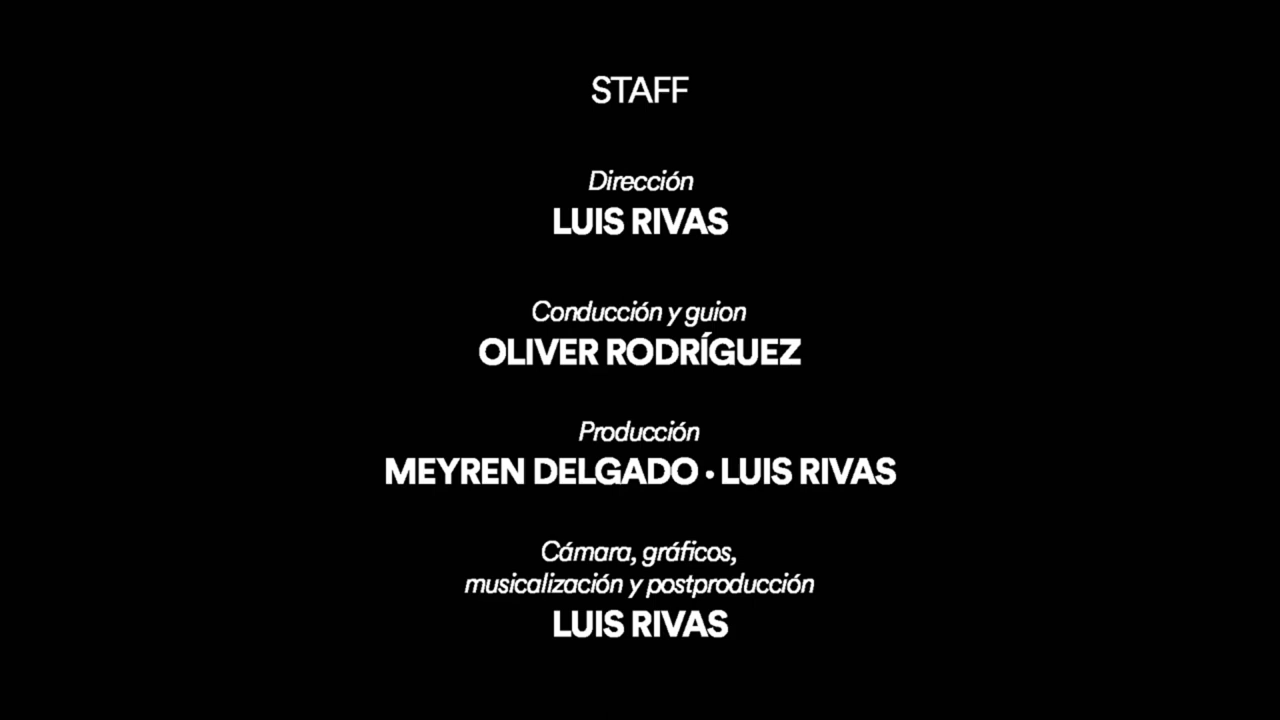 STAFF
Dirección
LUIS RIVAS
Conducción y guion
OLIVER RODRÍGUEZ
Producción
MEYREN DELGADO • LUIS RIVAS
Cámara, gráficos,
musicalización y postproducción
LUIS RIVAS